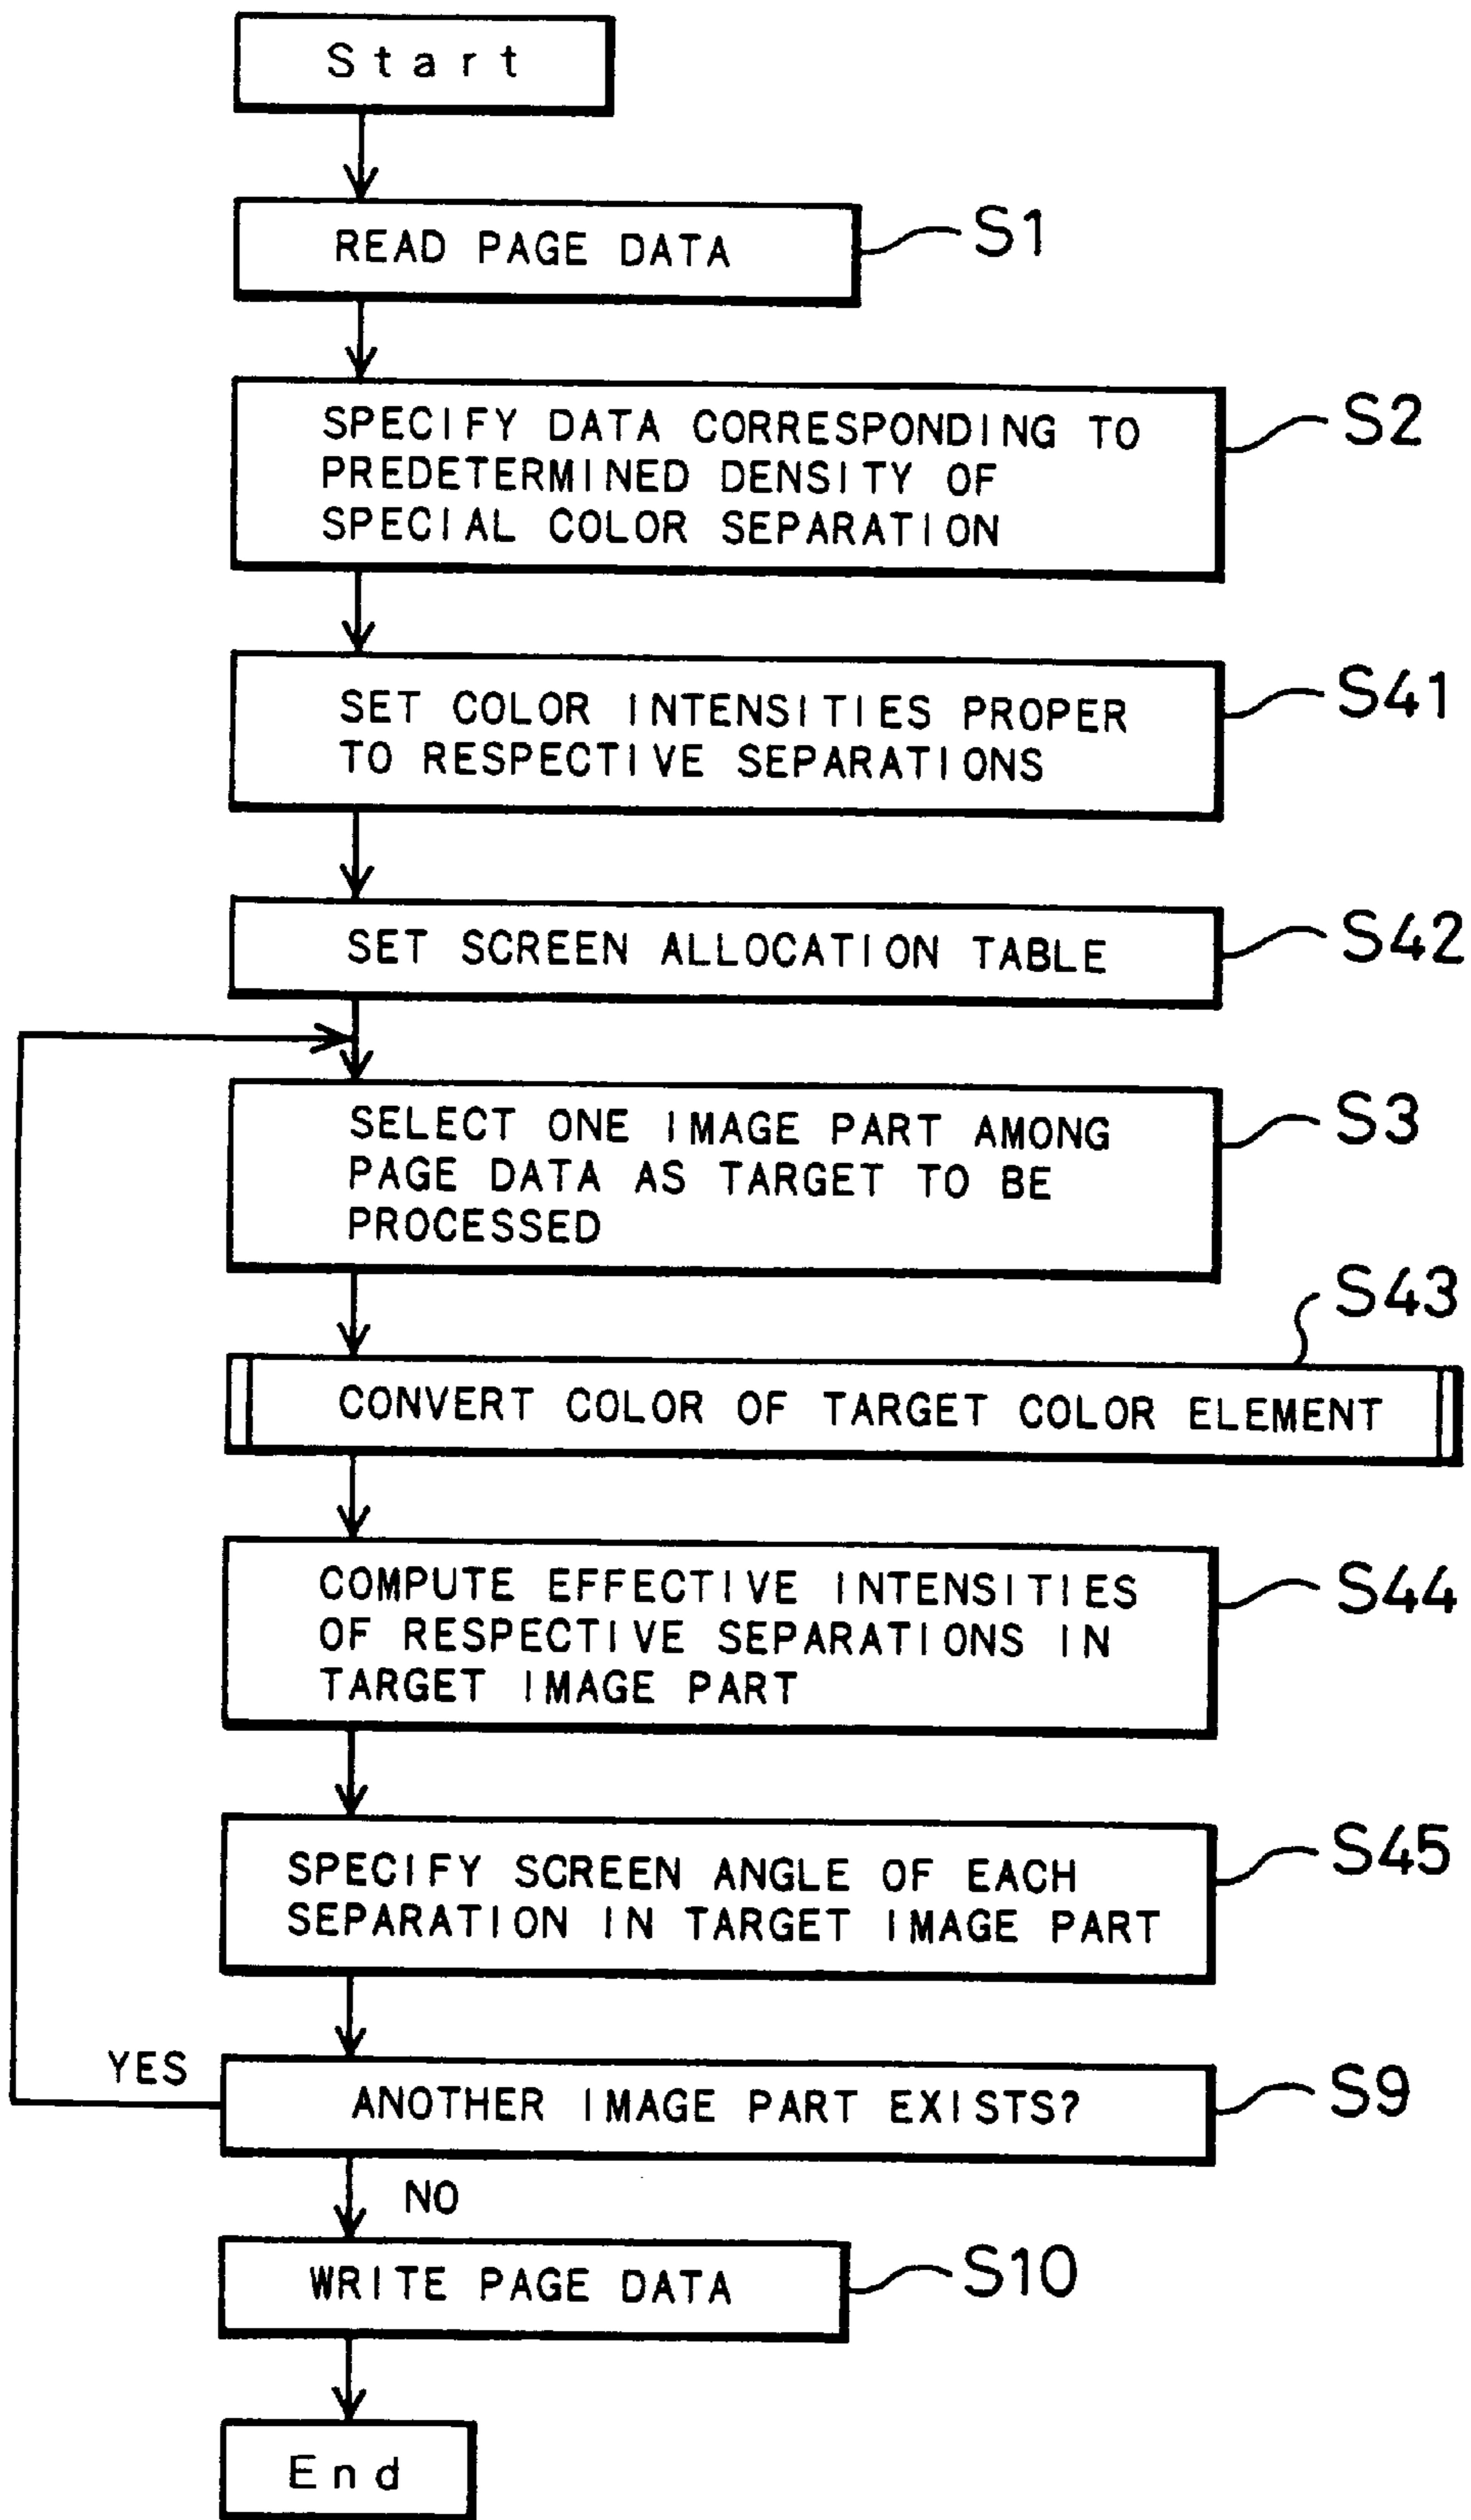 Start
READ PAGE DATA
S1
SPECIFY DATA CORRESPONDING TO
PREDETERMINED DENSITY OF
SPECIAL COLOR SEPARATION
S2
SET COLOR INTENSITIES PROPER
TO RESPECTIVE SEPARATIONS
S41
SET SCREEN ALLOCATION TABLE
S42
SELECT ONE IMAGE PART AMONG
PAGE DATA AS TARGET TO BE
PROCESSED
S3
CONVERT COLOR OF TARGET COLOR ELEMENT
S43
COMPUTE EFFECTIVE INTENSITIES
OF RESPECTIVE SEPARATIONS IN
TARGET IMAGE PART
S44
SPECIFY SCREEN ANGLE OF EACH
SEPARATION IN TARGET IMAGE PART
S45
YES
ANOTHER IMAGE PART EXISTS?
S9
NO
WRITE PAGE DATA
S10
End